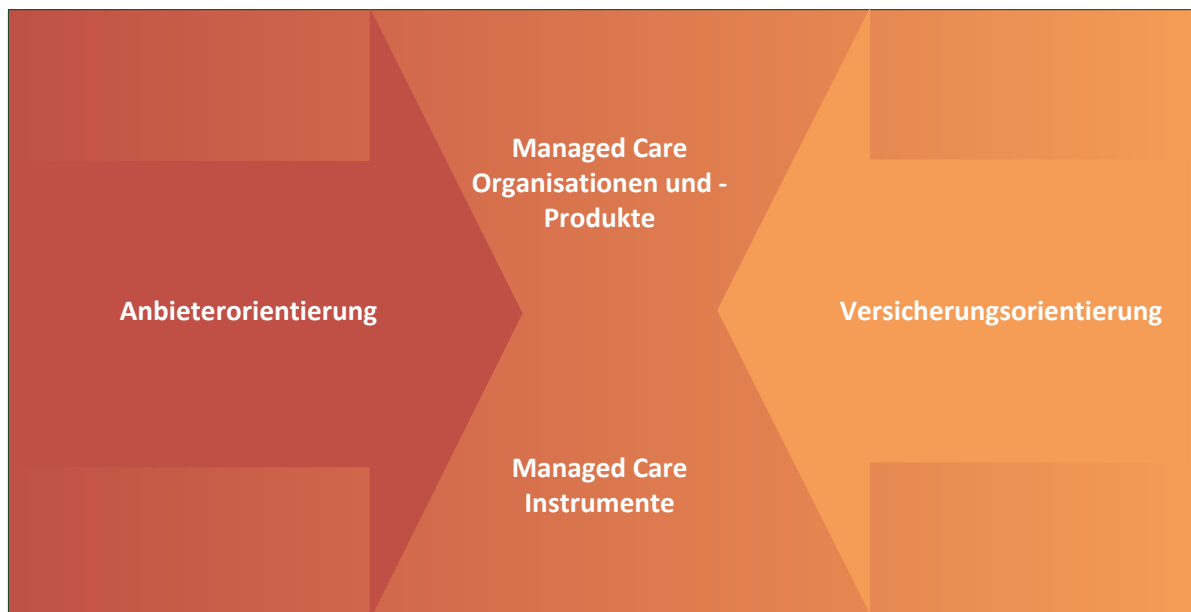 Managed Care
Organisationen und -
Produkte
Anbieterorientierung
Versicherungsorientierung
Managed Care
Instrumente